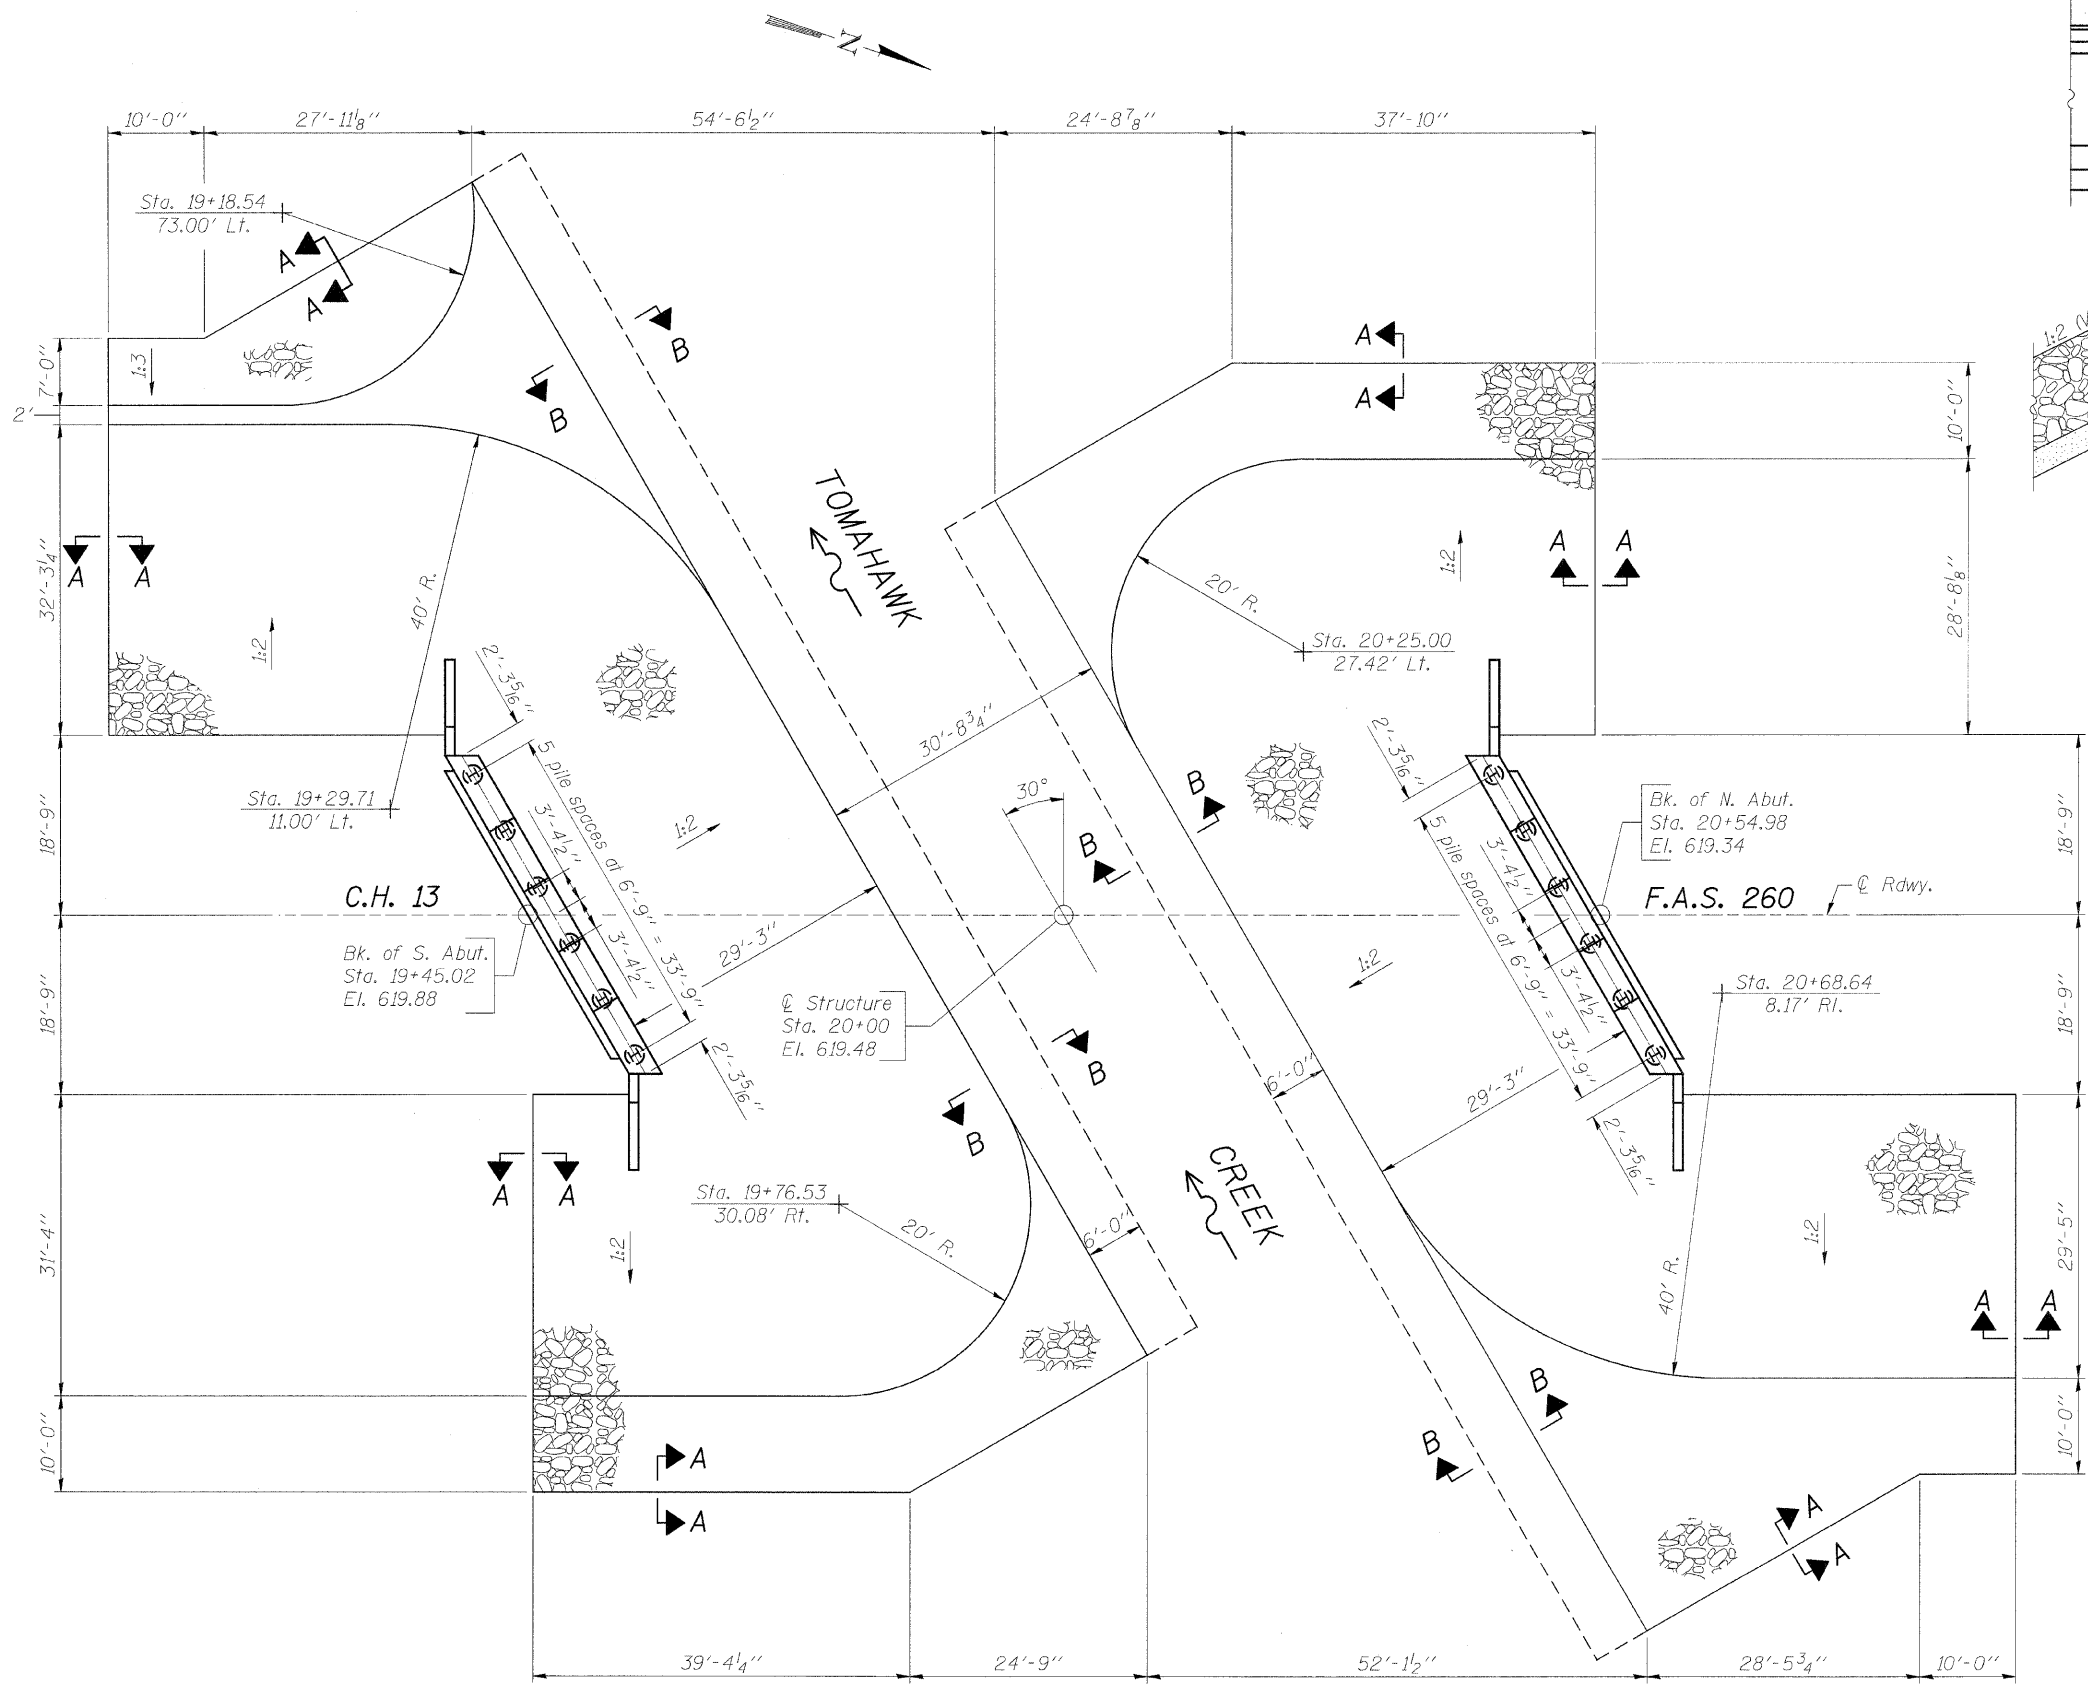 N
10'-0"
27'-11 1/8"
54'-6 1/2"
24'-8 7/8"
37'-10"
Sta. 19+18.54
73.00' Lt.
A
A
B
B
7'-0"
1:3
2'
A
A
1:2
10'-0"
TOMAHAWK
32'-3 1/4"
A
A
40' R.
1:2
2'-3 5/16"
5 pile spaces at 6'-9" = 33'-9"
3'-4 1/2"
3'-4 1/2"
2'-3 5/16"
20' R.
Sta. 20+25.00
27.42' Lt.
1:2
A
A
28'-8 1/8"
30'-8 3/4"
2'-3 5/16"
5 pile spaces at 6'-9" = 33'-9"
3'-4 1/2"
3'-4 1/2"
2'-3 5/16"
Sta. 19+29.71
11.00' Lt.
18'-9"
1:2
30°
B
B
Bk. of N. Abut.
Sta. 20+54.98
El. 619.34
18'-9"
C.H. 13
F.A.S. 260
℄ Rdwy.
Bk. of S. Abut.
Sta. 19+45.02
El. 619.88
29'-3"
℄ Structure
Sta. 20+00
El. 619.48
1:2
Sta. 20+68.64
8.17' Rt.
18'-9"
18'-9"
B
B
6'-0"
29'-3"
CREEK
A
A
Sta. 19+76.53
30.08' Rt.
20' R.
6'-0"
1:2
31'-4"
40' R.
1:2
29'-5"
A
A
B
B
10'-0"
A
A
10'-0"
A
A
39'-4 1/4"
24'-9"
52'-1 1/2"
28'-5 3/4"
10'-0"